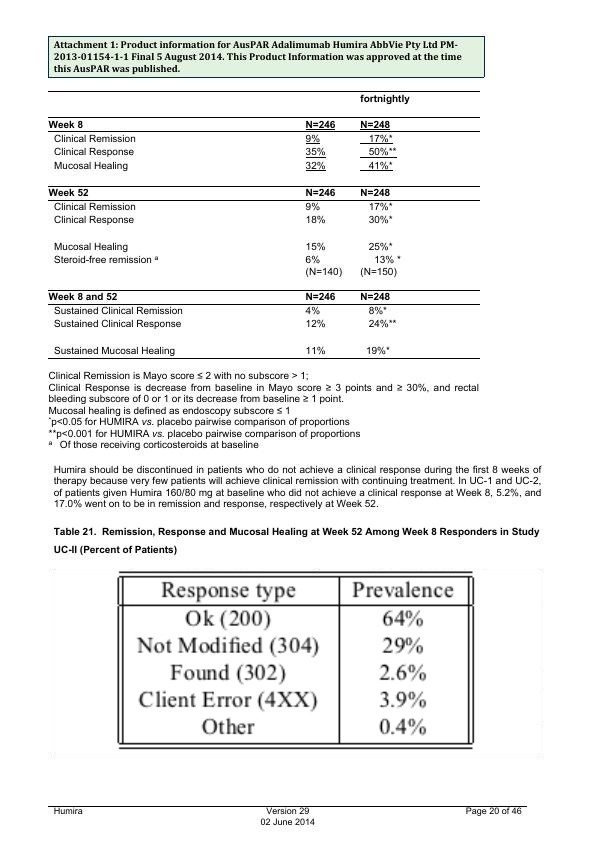 Attachment 1: Product information for AusPAR Adalimumab Humira AbbVie Pty Ltd PM-
2013-01154-1-1 Final 5 August 2014. This Product Information was approved at the time
this AusPAR was published.
fortnightly
Week 8 N=246 N=248
Clinical Remission 9% 17%*
Clinical Response 35% 50%**
Mucosal Healing 32% 41%*
Week 52 N=246 N=248
Clinical Remission 9% 17%*
Clinical Response 18% 30%*
Mucosal Healing 15% 25%*
Steroid-free remission ª 6% 13% *
(N=140) (N=150)
Week 8 and 52 N=246 N=248
Sustained Clinical Remission 4% 8%*
Sustained Clinical Response 12% 24%**
Sustained Mucosal Healing 11% 19%*
Clinical Remission is Mayo score ≤ 2 with no subscore > 1;
Clinical Response is decrease from baseline in Mayo score ≥ 3 points and ≥ 30%, and rectal
bleeding subscore of 0 or 1 or its decrease from baseline ≥ 1 point.
Mucosal healing is defined as endoscopy subscore ≤ 1
*p<0.05 for HUMIRA vs. placebo pairwise comparison of proportions
**p<0.001 for HUMIRA vs. placebo pairwise comparison of proportions
ª Of those receiving corticosteroids at baseline
Humira should be discontinued in patients who do not achieve a clinical response during the first 8 weeks of
therapy because very few patients will achieve clinical remission with continuing treatment. In UC-1 and UC-2,
of patients given Humira 160/80 mg at baseline who did not achieve a clinical response at Week 8, 5.2%, and
17.0% went on to be in remission and response, respectively at Week 52.
Table 21. Remission, Response and Mucosal Healing at Week 52 Among Week 8 Responders in Study
UC-II (Percent of Patients)
Response type Prevalence
Ok (200) 64%
Not Modified (304) 29%
Found (302) 2.6%
Client Error (4XX) 3.9%
Other 0.4%
Humira Version 29 Page 20 of 46
02 June 2014